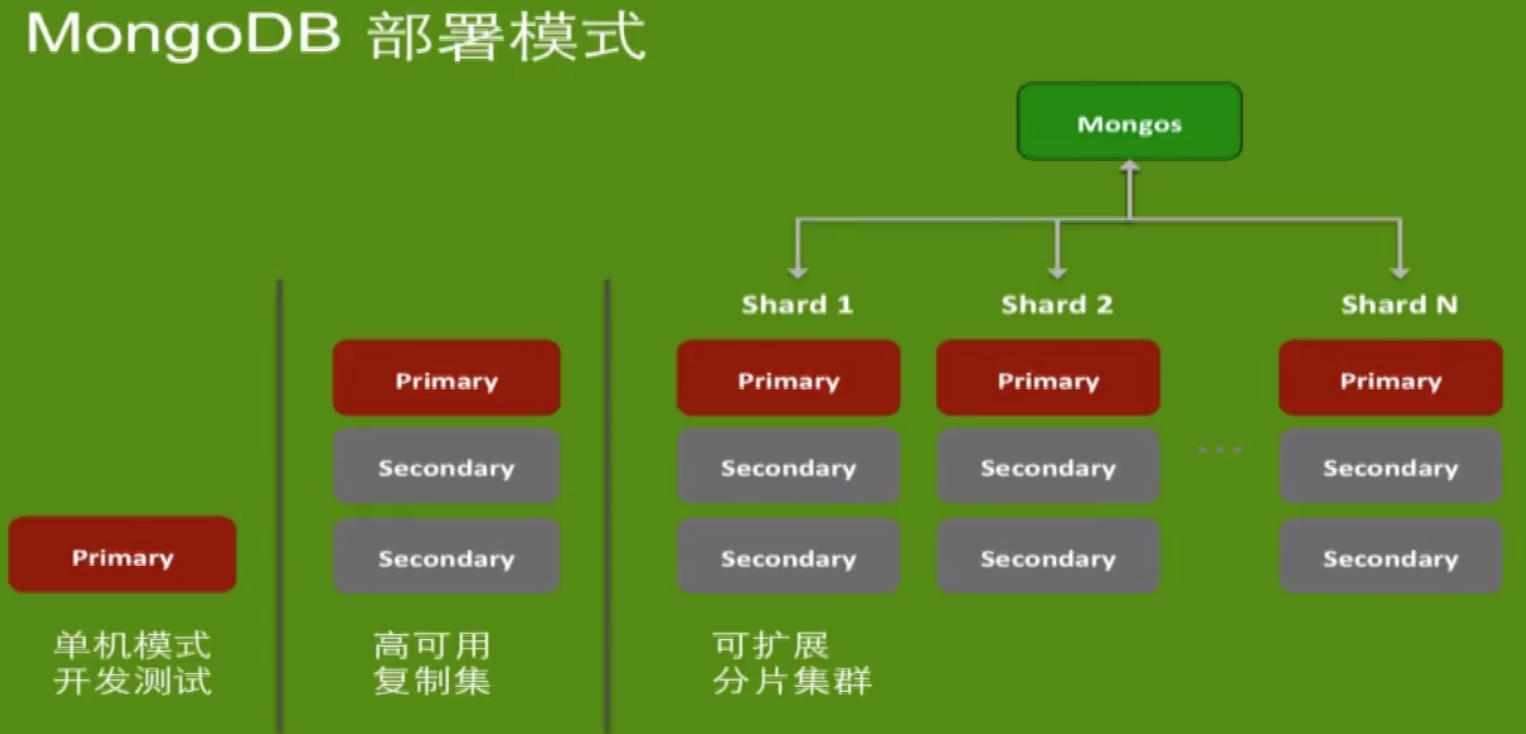 MongoDB 部署模式
Mongos
Shard 1
Shard 2
Shard N
Primary
Primary
Primary
Primary
Secondary
Secondary
Secondary
...
Secondary
Primary
Secondary
Secondary
Secondary
Secondary
单机模式
开发测试
高可用
复制集
可扩展
分片集群